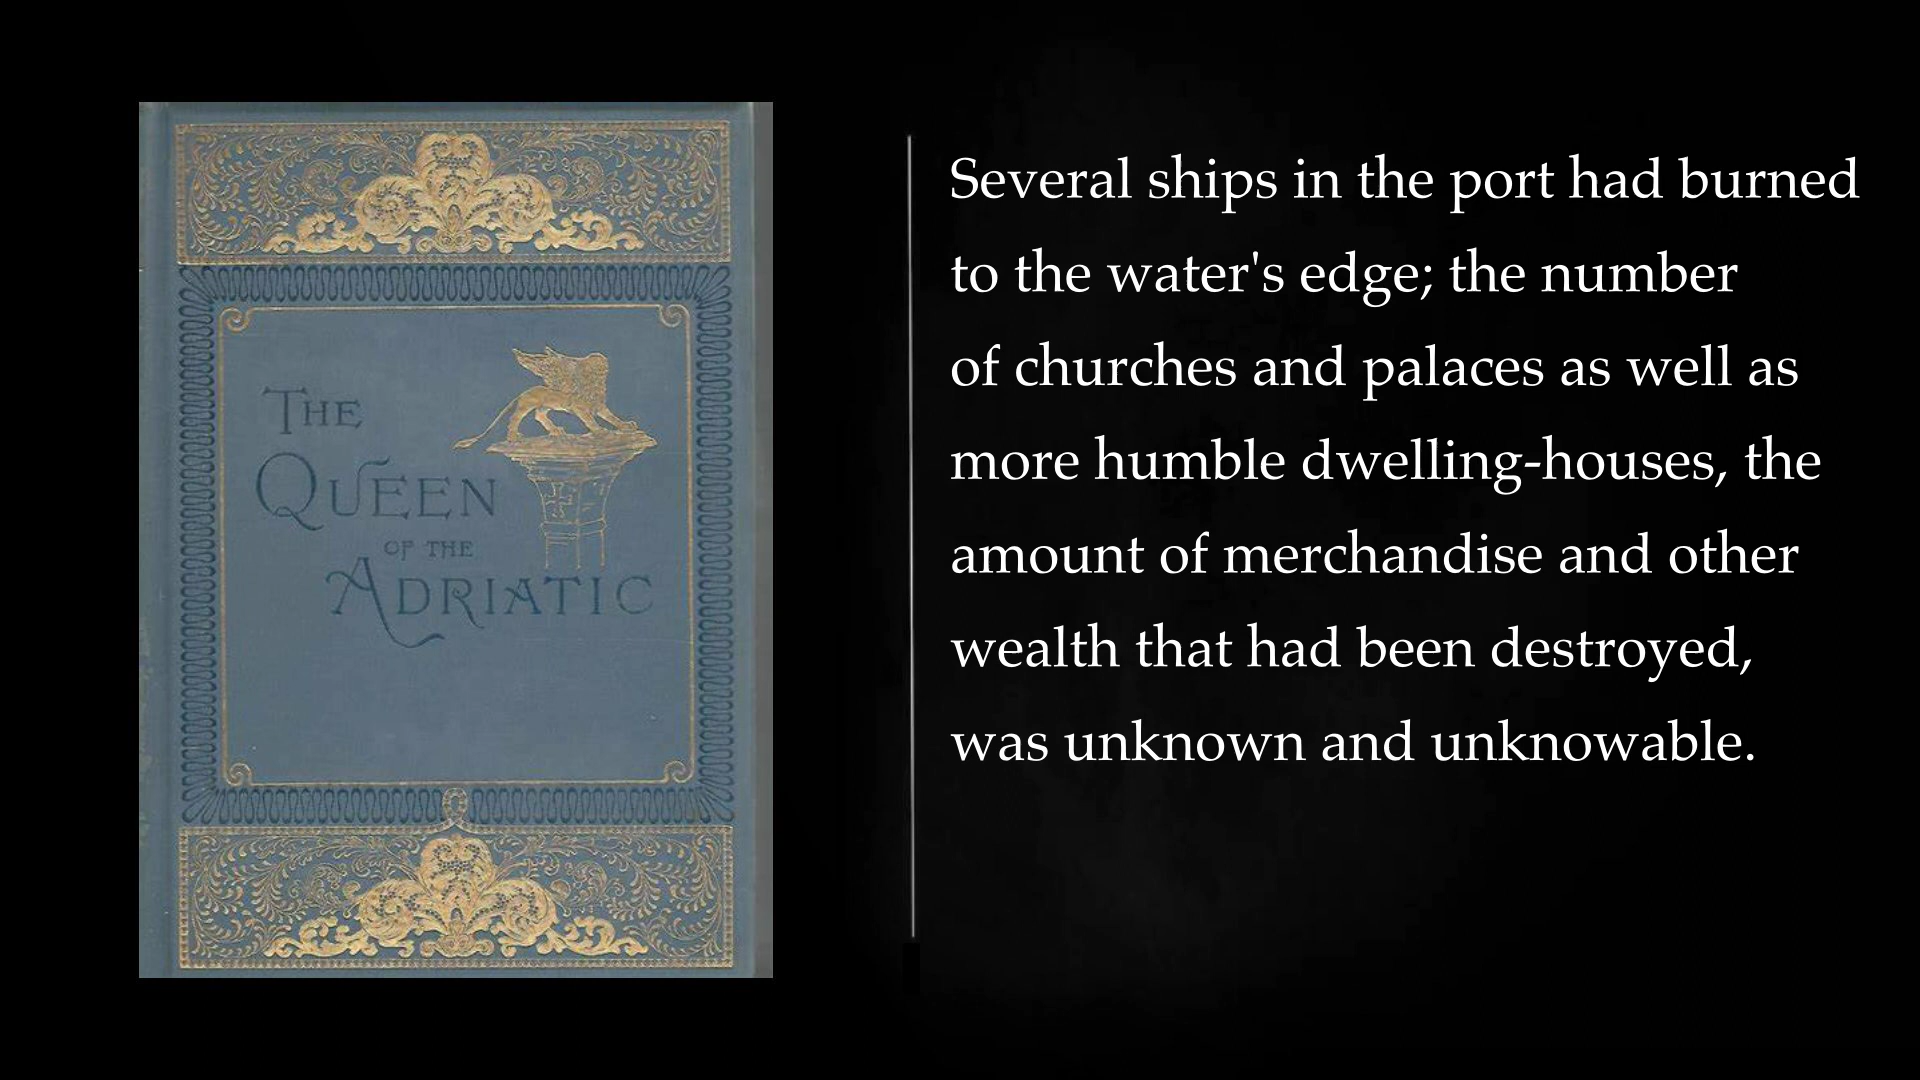 THE
QUEEN
OF THE
ADRIATIC
Several ships in the port had burned
to the water's edge; the number
of churches and palaces as well as
more humble dwelling-houses, the
amount of merchandise and other
wealth that had been destroyed,
was unknown and unknowable.